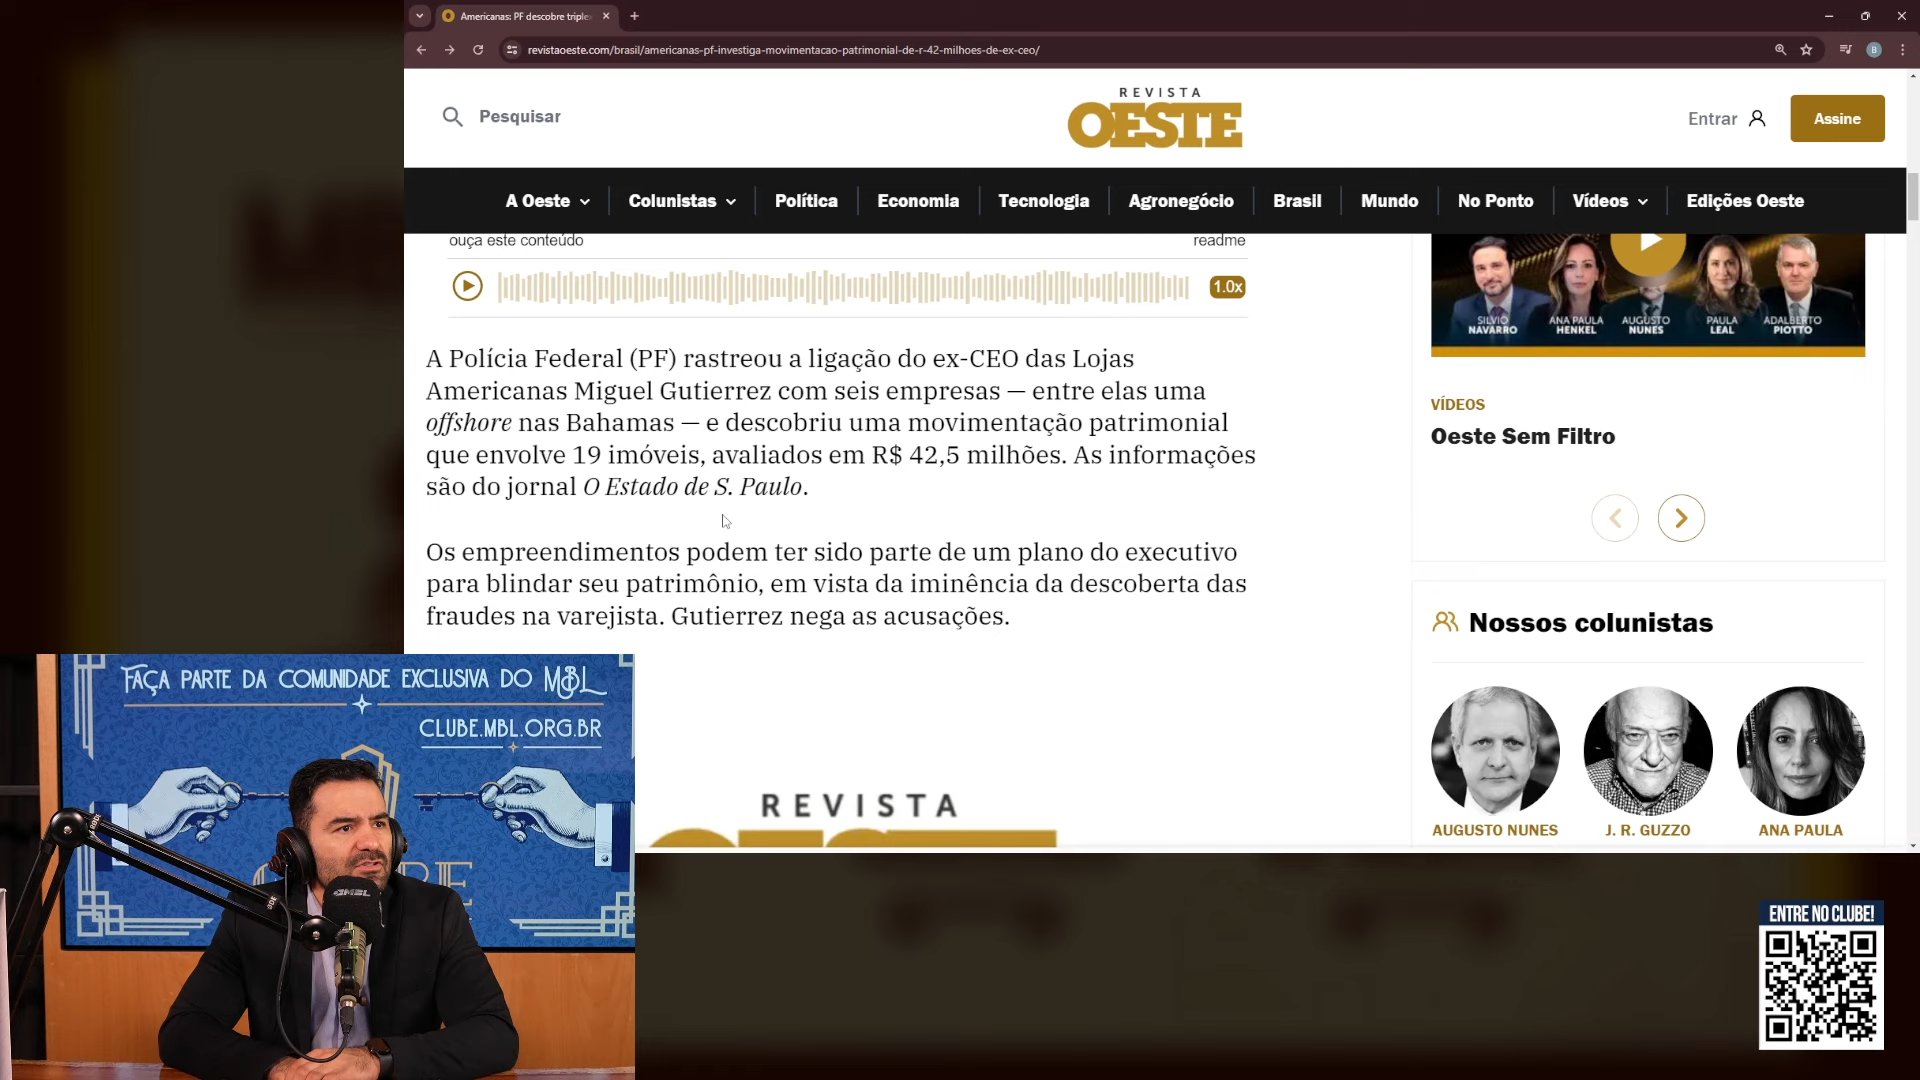 Americanas: PF descobre triple
revistaoeste.com/brasil/americanas-pf-investiga-movimentacao-patrimonial-de-r-42-milhoes-de-ex-ceo/
B
Pesquisar
REVISTA
OESTE
Entrar
Assine
A Oeste
Colunistas
Política
Economia
Tecnologia
Agronegócio
Brasil
Mundo
No Ponto
Vídeos
Edições Oeste
ouça este conteúdo
readme
1.0x
A Polícia Federal (PF) rastreou a ligação do ex-CEO das Lojas
Americanas Miguel Gutierrez com seis empresas — entre elas uma
offshore nas Bahamas — e descobriu uma movimentação patrimonial
que envolve 19 imóveis, avaliados em R$ 42,5 milhões. As informações
são do jornal O Estado de S. Paulo.
Os empreendimentos podem ter sido parte de um plano do executivo
para blindar seu patrimônio, em vista da iminência da descoberta das
fraudes na varejista. Gutierrez nega as acusações.
REVISTA
SILVIO
NAVARRO
ANA PAULA
HENKEL
AUGUSTO
NUNES
PAULA
LEAL
ADALBERTO
PIOTTO
VÍDEOS
Oeste Sem Filtro
Nossos colunistas
AUGUSTO NUNES
J. R. GUZZO
ANA PAULA
FAÇA PARTE DA COMUNIDADE EXCLUSIVA DO MBL
CLUBE.MBL.ORG.BR
MBL
ENTRE NO CLUBE!